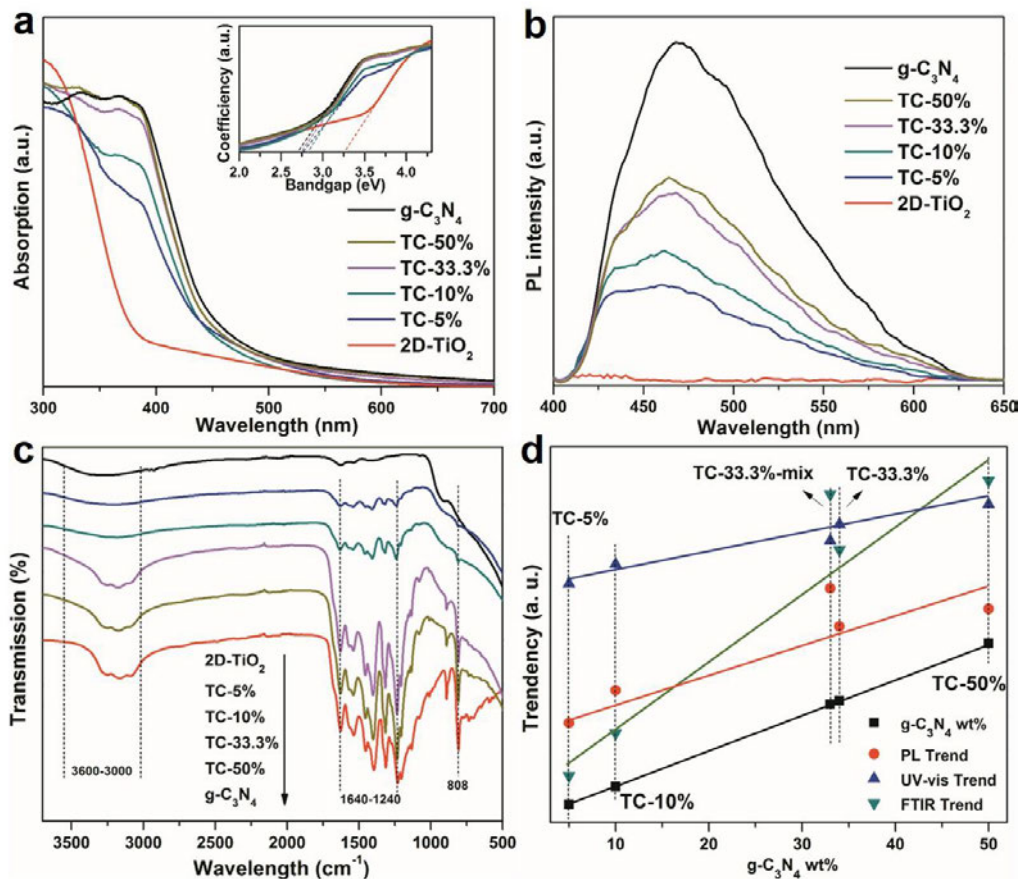 a
Absorption (a.u.)
Coefficiency (a.u.)
2.0 2.5 3.0 3.5 4.0
Bandgap (eV)
g-C₃N₄
TC-50%
TC-33.3%
TC-10%
TC-5%
2D-TiO₂
300 400 500 600 700
Wavelength (nm)
b
PL intensity (a.u.)
g-C₃N₄
TC-50%
TC-33.3%
TC-10%
TC-5%
2D-TiO₂
400 450 500 550 600 650
Wavelength (nm)
c
Transmission (%)
2D-TiO₂
TC-5%
TC-10%
TC-33.3%
TC-50%
g-C₃N₄
3600-3000
1640-1240
808
3500 3000 2500 2000 1500 1000 500
Wavelength (cm⁻¹)
d
Trendency (a. u.)
TC-33.3%-mix
TC-33.3%
TC-5%
TC-10%
TC-50%
g-C₃N₄ wt%
PL Trend
UV-vis Trend
FTIR Trend
0 10 20 30 40 50
g-C₃N₄ wt%